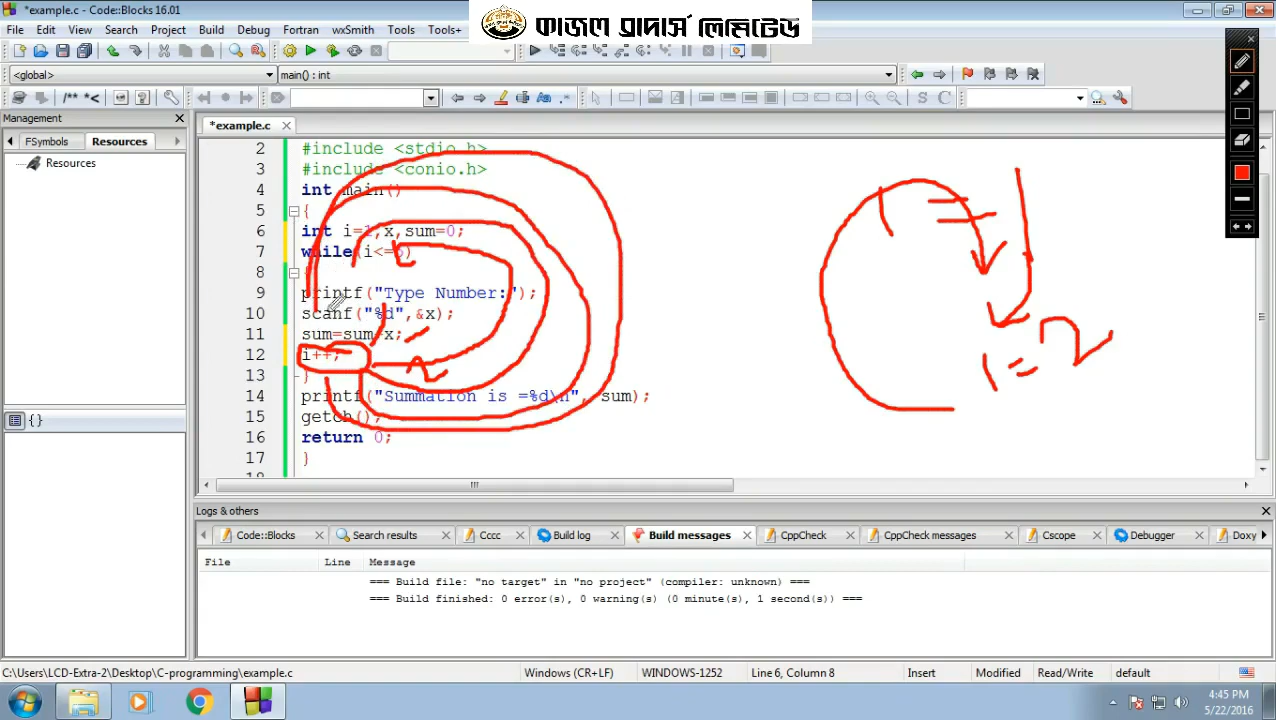 *example.c - Code::Blocks 16.01
কাজল ব্রাদার্স লিমিটেড
File Edit View Search Project Build Debug Fortran wxSmith Tools Tools+
<global> main() : int
/** *<
S C
Management
FSymbols Resources
Resources
{}
*example.c
2 #include <stdio.h>
3 #include <conio.h>
4 int main()
5 {
6 int i=1,x,sum=0;
7 while(i<=5)
8 {
9 printf("Type Number:");
10 scanf("%d",&x);
11 sum=sum+x;
12 i++;
13 }
14 printf("Summation is =%d\n", sum);
15 getch();
16 return 0;
17 }
18
i=2
Logs & others
Code::Blocks Search results Cccc Build log Build messages CppCheck CppCheck messages Cscope Debugger Doxy
File Line Message
=== Build file: "no target" in "no project" (compiler: unknown) ===
=== Build finished: 0 error(s), 0 warning(s) (0 minute(s), 1 second(s)) ===
C:\Users\LCD-Extra-2\Desktop\C-programming\example.c Windows (CR+LF) WINDOWS-1252 Line 6, Column 8 Insert Modified Read/Write default
4:45 PM
5/22/2016